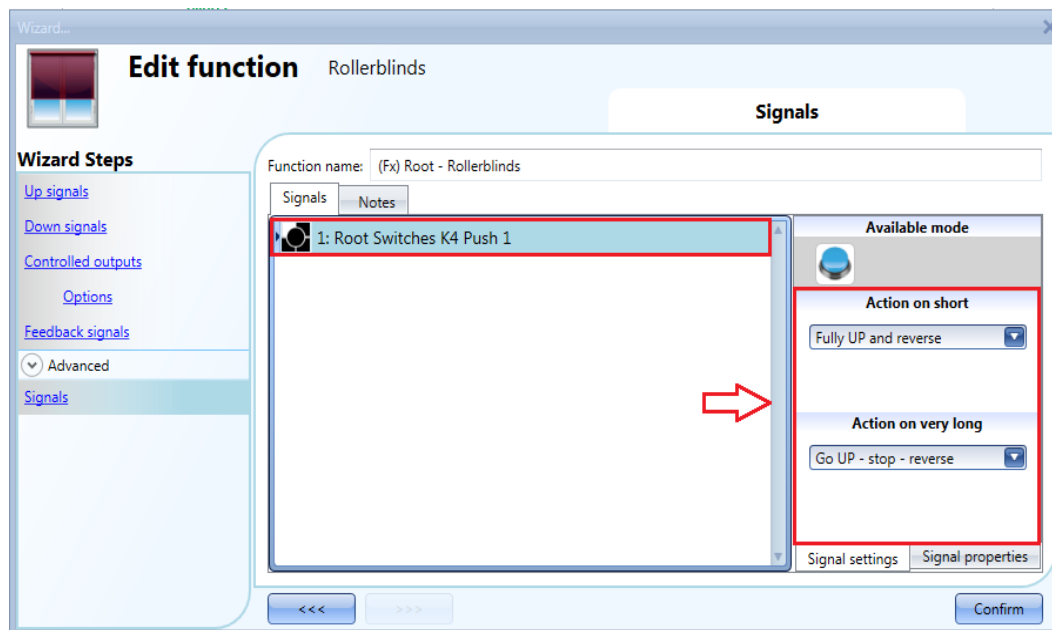 Wizard...
Edit function Rollerblinds
Signals
Wizard Steps
Up signals
Down signals
Controlled outputs
Options
Feedback signals
Advanced
Signals
Function name: (Fx) Root - Rollerblinds
Signals Notes
1: Root Switches K4 Push 1
Available mode
Action on short
Fully UP and reverse
Action on very long
Go UP - stop - reverse
Signal settings Signal properties
<<< >>> Confirm